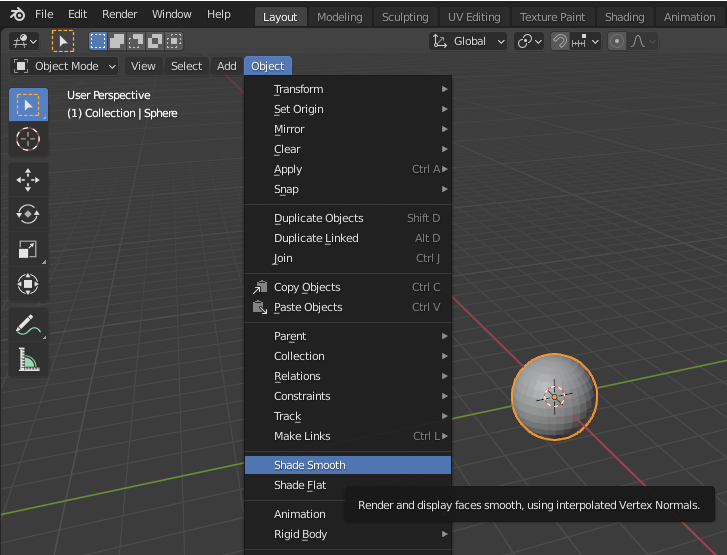 File Edit Render Window Help Layout Modeling Sculpting UV Editing Texture Paint Shading Animation
Global
Object Mode View Select Add Object
User Perspective
(1) Collection | Sphere
Transform
Set Origin
Mirror
Clear
Apply Ctrl A
Snap
Duplicate Objects Shift D
Duplicate Linked Alt D
Join Ctrl J
Copy Objects Ctrl C
Paste Objects Ctrl V
Parent
Collection
Relations
Constraints
Track
Make Links Ctrl L
Shade Smooth
Shade Flat
Render and display faces smooth, using interpolated Vertex Normals.
Animation
Rigid Body